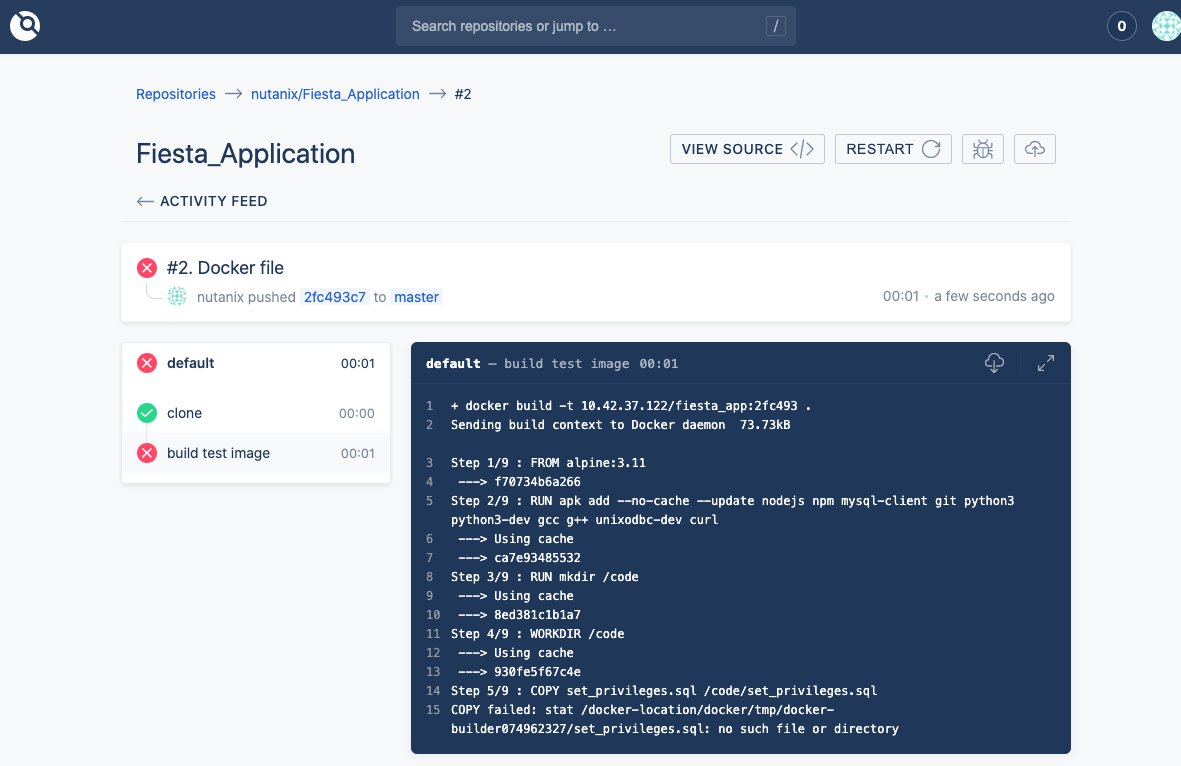 Search repositories or jump to …
/
0
Repositories → nutanix/Fiesta_Application → #2
Fiesta_Application
VIEW SOURCE </>
RESTART
← ACTIVITY FEED
#2. Docker file
nutanix pushed 2fc493c7 to master
00:01 • a few seconds ago
default 00:01
clone 00:00
build test image 00:01
default — build test image 00:01
1 + docker build -t 10.42.37.122/fiesta_app:2fc493 .
2 Sending build context to Docker daemon  73.73kB
3 Step 1/9 : FROM alpine:3.11
4  ---> f70734b6a266
5 Step 2/9 : RUN apk add --no-cache --update nodejs npm mysql-client git python3
python3-dev gcc g++ unixodbc-dev curl
6  ---> Using cache
7  ---> ca7e93485532
8 Step 3/9 : RUN mkdir /code
9  ---> Using cache
10  ---> 8ed381c1b1a7
11 Step 4/9 : WORKDIR /code
12  ---> Using cache
13  ---> 930fe5f67c4e
14 Step 5/9 : COPY set_privileges.sql /code/set_privileges.sql
15 COPY failed: stat /docker-location/docker/tmp/docker-
builder074962327/set_privileges.sql: no such file or directory